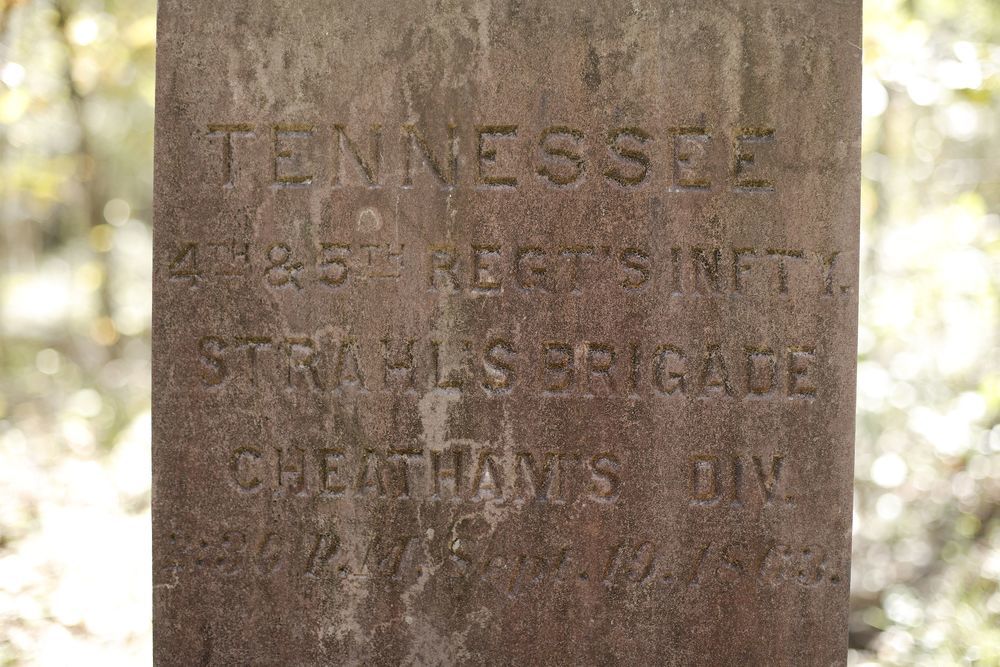 TENNESSEE
4TH & 5TH REGT'S INFTY.
STRAHL'S BRIGADE
CHEATHAM'S DIV.
P.M. Sept. 19, 1863.